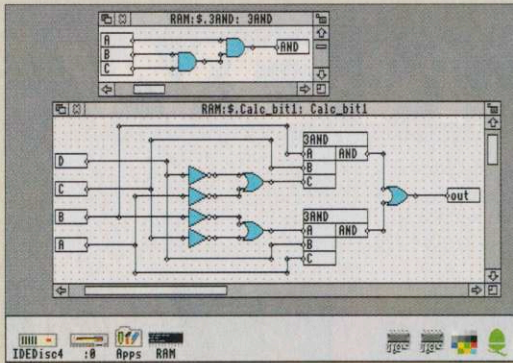 RAM:$.3AND: 3AND
A
B
C
AND
RAM:$.Calc_bit1: Calc_bit1
D
C
B
A
3AND
A AND
B
C
3AND
A AND
B
C
out
IDEDisc4 :0 Apps RAM